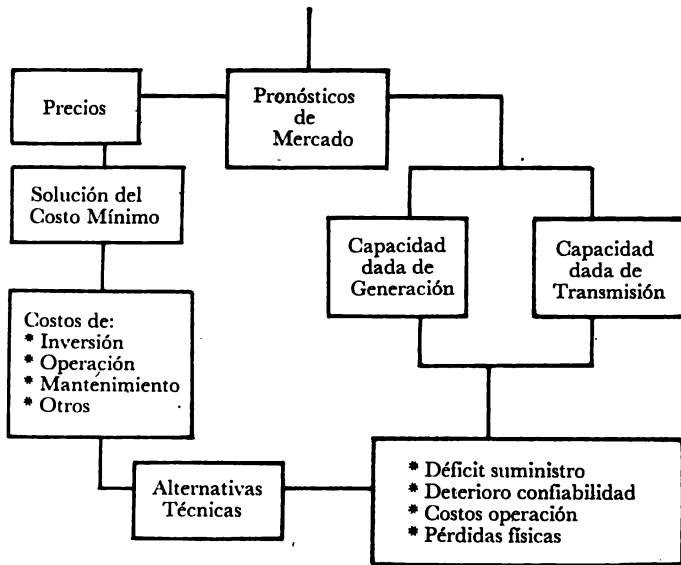 Precios
Pronósticos
de
Mercado
Solución del
Costo Mínimo
Capacidad
dada de
Generación
Capacidad
dada de
Transmisión
Costos de:
* Inversión
* Operación
* Mantenimiento
* Otros
Alternativas
Técnicas
* Déficit suministro
* Deterioro confiabilidad
* Costos operación
* Pérdidas físicas